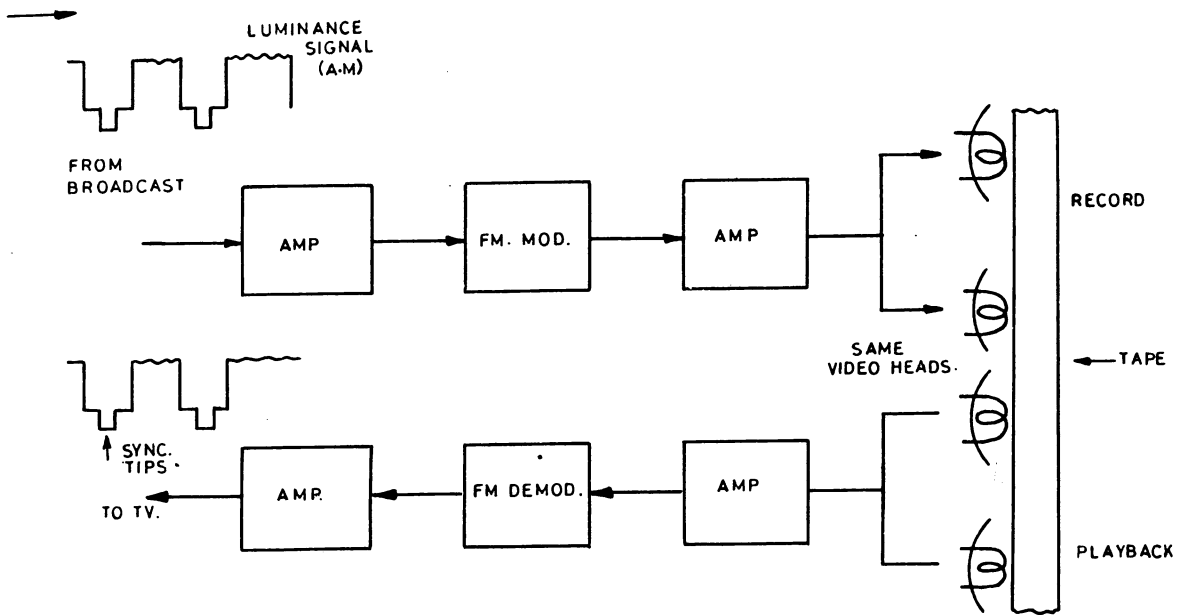 LUMINANCE
SIGNAL
(A.M)
FROM
BROADCAST
AMP
FM. MOD.
AMP
RECORD
SAME
VIDEO HEADS.
TAPE
SYNC.
TIPS.
TO TV.
AMP.
FM DEMOD.
AMP
PLAYBACK